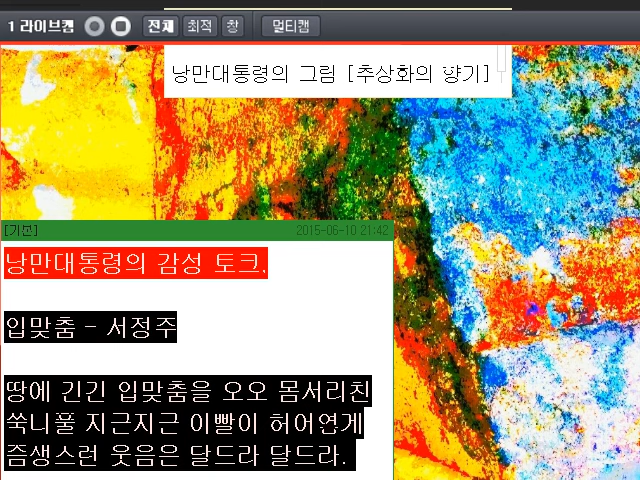 1 라이브캠 전체 최적 창 멀티캠
낭만대통령의 그림 [추상화의 향기]
[기본] 2015-06-10 21:42
낭만대통령의 감성 토크.
입맞춤 - 서정주
땅에 긴긴 입맞춤을 오오 몸서리친
쑥니풀 지근지근 이빨이 허어옇게
즘생스런 웃음은 달드라 달드라.